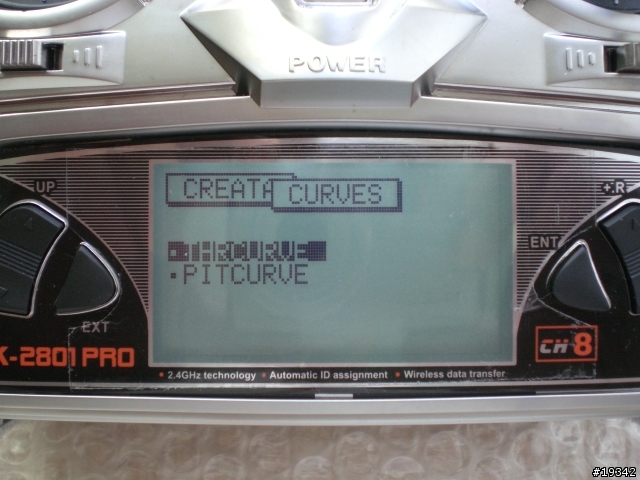 POWER
UP
+.R
CREATA
CURVES
ENT
THRCURVE
·PITCURVE
EXT
K-2801 PRO
CH 8
• 2.4GHz technology • Automatic ID assignment • Wireless data transfer
#19342